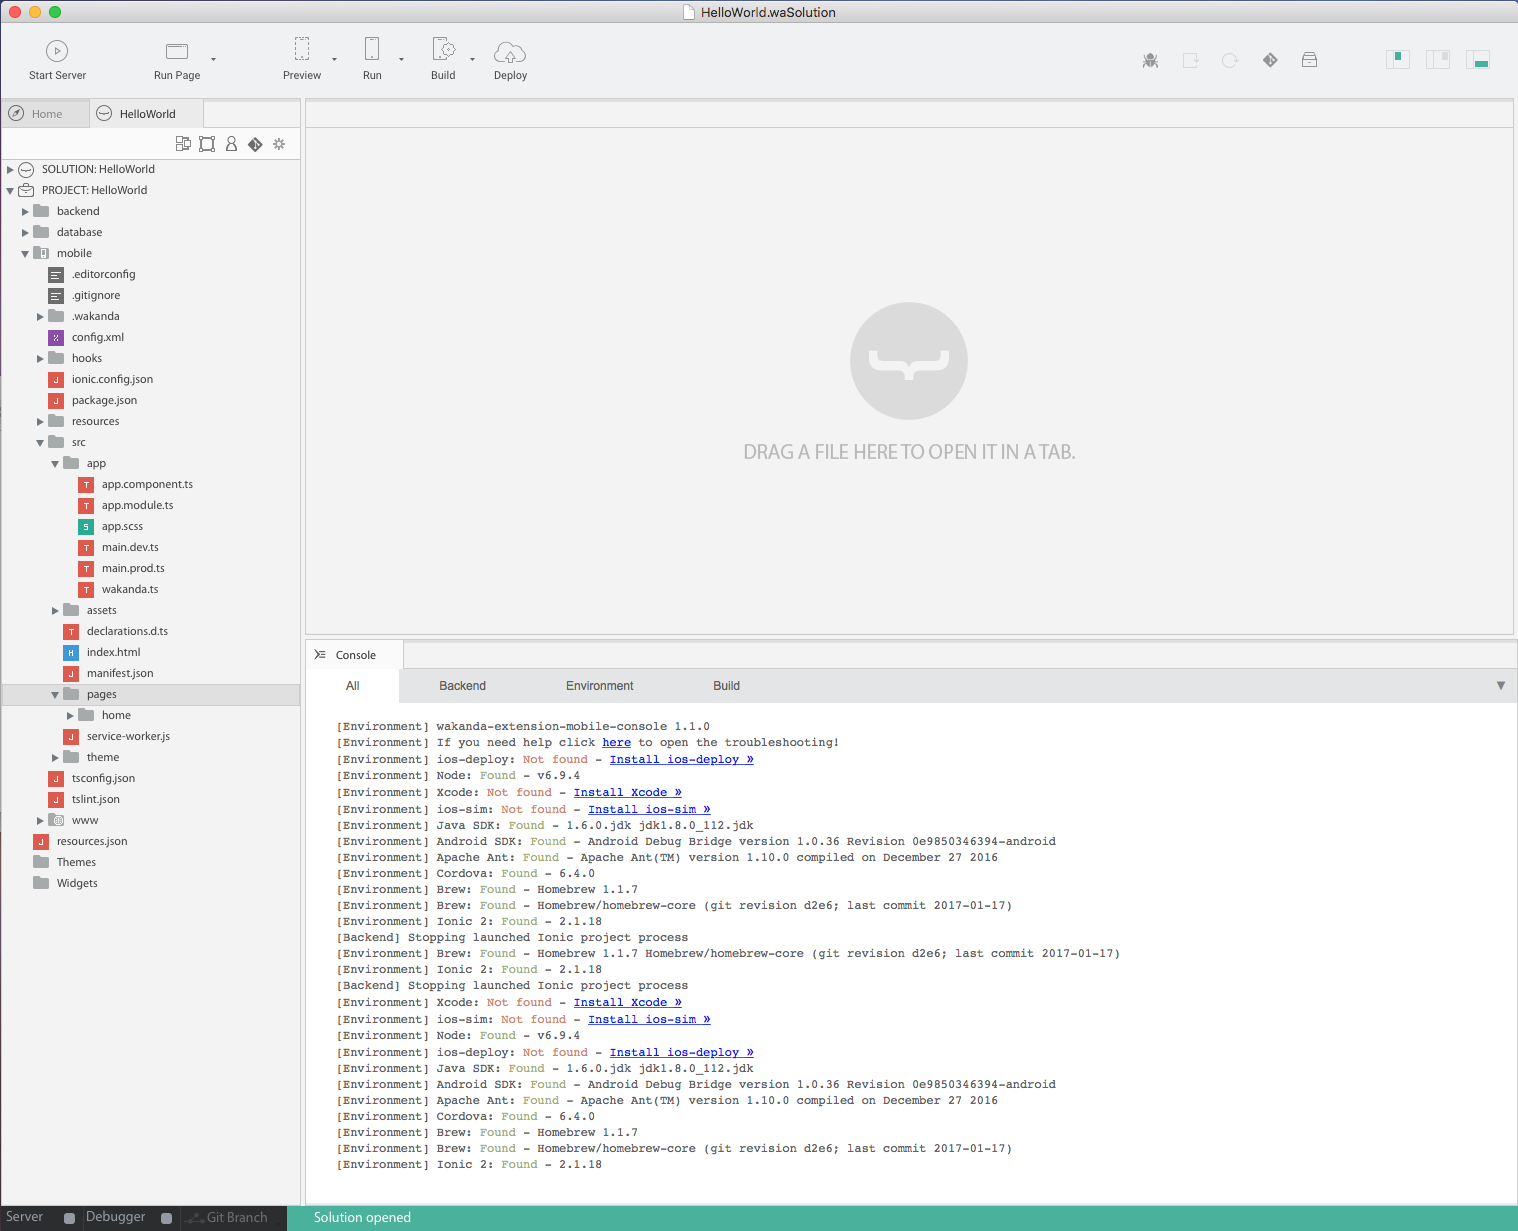 HelloWorld.waSolution
Start Server
Run Page
Preview
Run
Build
Deploy
Home
HelloWorld
SOLUTION: HelloWorld
PROJECT: HelloWorld
backend
database
mobile
.editorconfig
.gitignore
.wakanda
config.xml
hooks
ionic.config.json
package.json
resources
src
app
app.component.ts
app.module.ts
app.scss
main.dev.ts
main.prod.ts
wakanda.ts
assets
declarations.d.ts
index.html
manifest.json
pages
home
service-worker.js
theme
tsconfig.json
tslint.json
www
resources.json
Themes
Widgets
DRAG A FILE HERE TO OPEN IT IN A TAB.
Console
All Backend Environment Build
[Environment] wakanda-extension-mobile-console 1.1.0
[Environment] If you need help click here to open the troubleshooting!
[Environment] ios-deploy: Not found - Install ios-deploy »
[Environment] Node: Found - v6.9.4
[Environment] Xcode: Not found - Install Xcode »
[Environment] ios-sim: Not found - Install ios-sim »
[Environment] Java SDK: Found - 1.6.0.jdk jdk1.8.0_112.jdk
[Environment] Android SDK: Found - Android Debug Bridge version 1.0.36 Revision 0e9850346394-android
[Environment] Apache Ant: Found - Apache Ant(TM) version 1.10.0 compiled on December 27 2016
[Environment] Cordova: Found - 6.4.0
[Environment] Brew: Found - Homebrew 1.1.7
[Environment] Brew: Found - Homebrew/homebrew-core (git revision d2e6; last commit 2017-01-17)
[Environment] Ionic 2: Found - 2.1.18
[Backend] Stopping launched Ionic project process
[Environment] Brew: Found - Homebrew 1.1.7 Homebrew/homebrew-core (git revision d2e6; last commit 2017-01-17)
[Environment] Ionic 2: Found - 2.1.18
[Backend] Stopping launched Ionic project process
[Environment] Xcode: Not found - Install Xcode »
[Environment] ios-sim: Not found - Install ios-sim »
[Environment] Node: Found - v6.9.4
[Environment] ios-deploy: Not found - Install ios-deploy »
[Environment] Java SDK: Found - 1.6.0.jdk jdk1.8.0_112.jdk
[Environment] Android SDK: Found - Android Debug Bridge version 1.0.36 Revision 0e9850346394-android
[Environment] Apache Ant: Found - Apache Ant(TM) version 1.10.0 compiled on December 27 2016
[Environment] Cordova: Found - 6.4.0
[Environment] Brew: Found - Homebrew 1.1.7
[Environment] Brew: Found - Homebrew/homebrew-core (git revision d2e6; last commit 2017-01-17)
[Environment] Ionic 2: Found - 2.1.18
Server Debugger Git Branch Solution opened